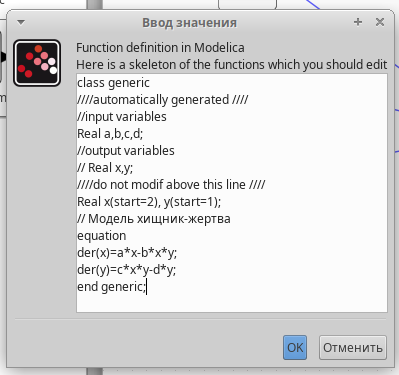 Ввод значения
Function definition in Modelica
Here is a skeleton of the functions which you should edit
class generic
////automatically generated ////
//input variables
Real a,b,c,d;
//output variables
// Real x,y;
////do not modif above this line ////
Real x(start=2), y(start=1);
// Модель хищник-жертва
equation
der(x)=a*x-b*x*y;
der(y)=c*x*y-d*y;
end generic;
OK
Отменить